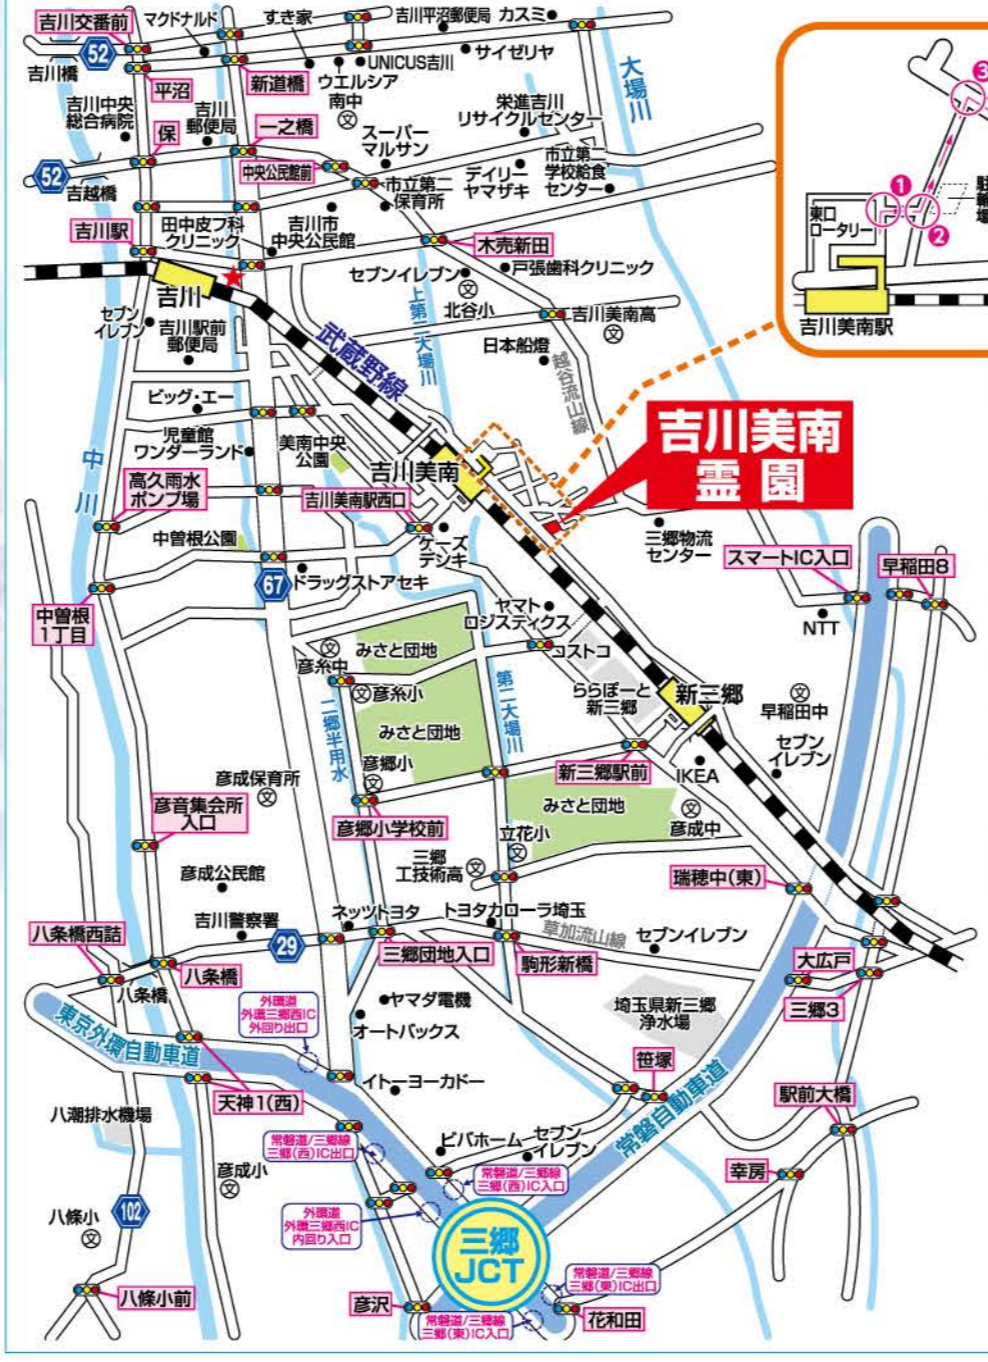 吉川交番前
マクドナルド
すき家
吉川平沼郵便局
カスミ
52
吉川橋
平沼
新道橋
UNICUS吉川
ウエルシア
サイゼリヤ
大場川
吉川中央
総合病院
吉川
郵便局
保
一之橋
南中
文
スーパー
マルサン
栄進吉川
リサイクルセンター
52
吉越橋
中央公民館前
市立第二
保育所
デイリー
ヤマザキ
市立第二
学校給食
センター
吉川駅
田中皮フ科
クリニック
吉川市
中央公民館
木売新田
セブンイレブン
戸張歯科クリニック
文
北谷小
吉川
セブン
イレブン
吉川駅前
郵便局
武蔵野線
上第二大場川
吉川美南高
文
日本船燈
越谷流山線
東口
ロータリー
1
2
3
駐
輪
場
吉川美南駅
ビッグ・エー
児童館
ワンダーランド
美南中央
公園
吉川美南
吉川美南
霊園
中川
高久雨水
ポンプ場
吉川美南駅西口
中曽根公園
ケーズ
デンキ
三郷物流
センター
スマートIC入口
早稲田8
67
ドラッグストアセキ
中曽根
1丁目
ヤマト
ロジスティクス
NTT
文
彦糸中
みさと団地
コストコ
文
彦糸小
第二大場川
ららぽーと
新三郷
新三郷
文
早稲田中
二郷半用水
みさと団地
セブン
イレブン
彦郷小
文
新三郷駅前
IKEA
彦成保育所
文
みさと団地
文
彦成中
彦音集会所
入口
彦郷小学校前
立花小
文
三郷
工技術高
文
瑞穂中(東)
彦成公民館
吉川警察署
ネッツトヨタ
トヨタカローラ埼玉
八条橋西詰
29
草加流山線
セブンイレブン
三郷団地入口
駒形新橋
大広戸
八条橋
八条橋
三郷3
外環道
外環三郷西IC
外回り出口
ヤマダ電機
オートバックス
埼玉県新三郷
浄水場
東京外環自動車道
笹塚
イトーヨーカドー
天神1(西)
駅前大橋
八潮排水機場
常磐自動車道
常磐道/三郷線
三郷(西)IC出口
ビバホーム
セブン
イレブン
幸房
彦成小
文
常磐道/三郷線
三郷(西)IC入口
102
八條小
文
外環道
外環三郷西IC
内回り入口
三郷
JCT
常磐道/三郷線
三郷(東)IC出口
八條小前
彦沢
常磐道/三郷線
三郷(東)IC入口
花和田